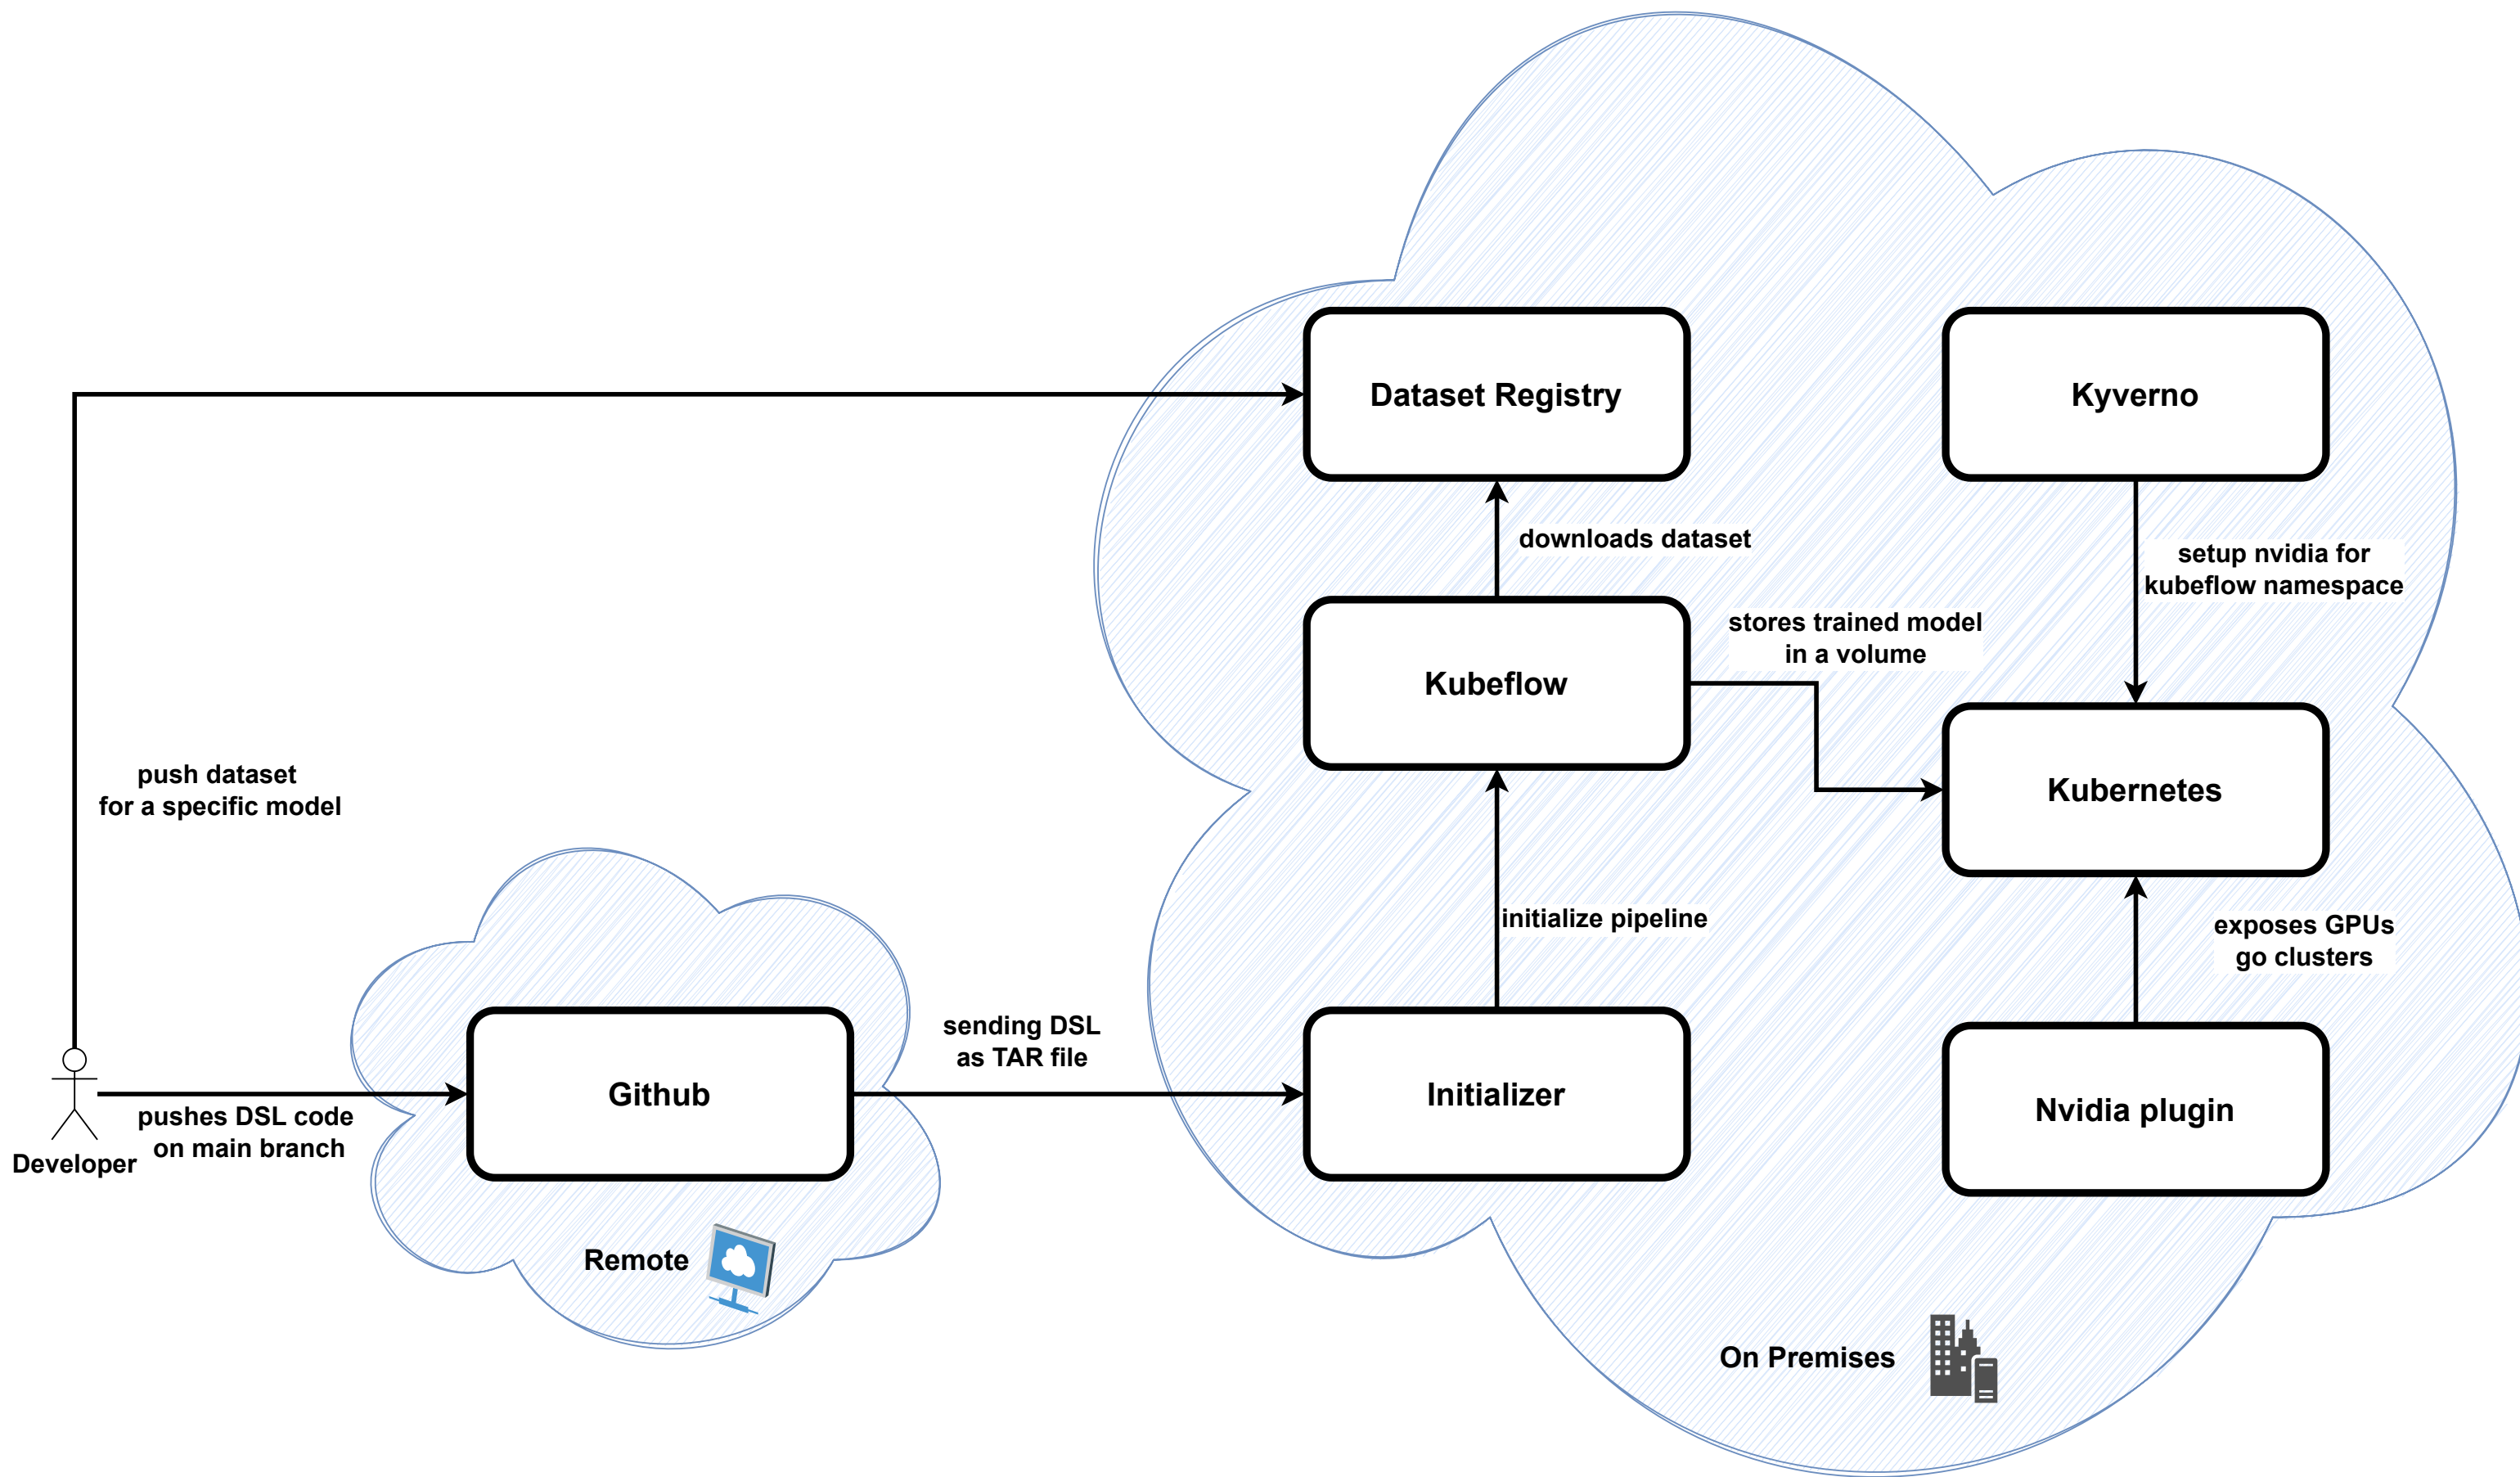 Dataset Registry
Kyverno
downloads dataset
setup nvidia for
kubeflow namespace
stores trained model
in a volume
Kubeflow
push dataset
for a specific model
Kubernetes
initialize pipeline
exposes GPUs
go clusters
sending DSL
as TAR file
Github
Initializer
Nvidia plugin
pushes DSL code
on main branch
Developer
Remote
On Premises